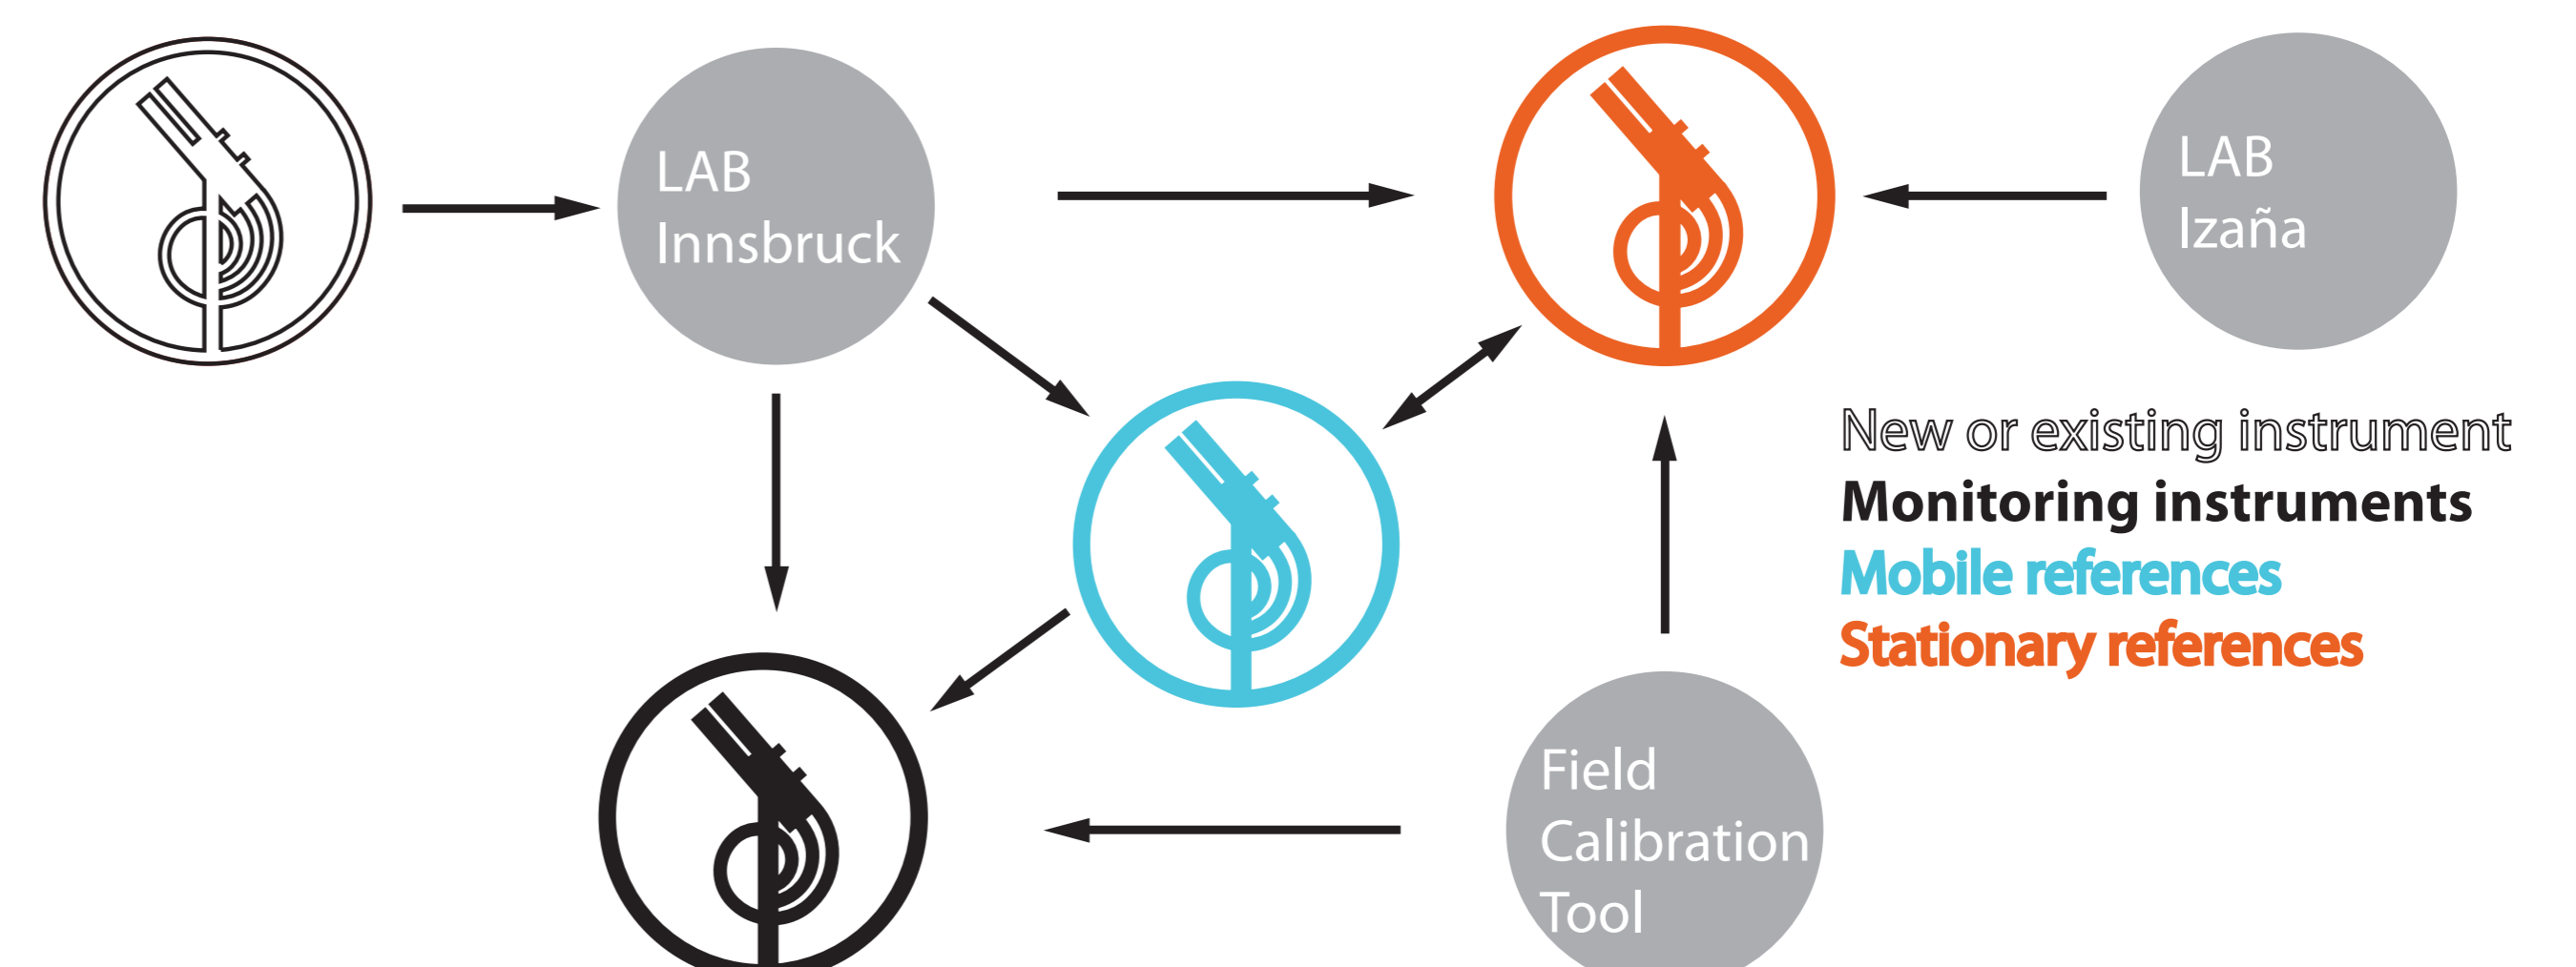 LAB
Innsbruck
LAB
Izaña
New or existing instrument
Monitoring instruments
Mobile references
Stationary references
Field
Calibration
Tool